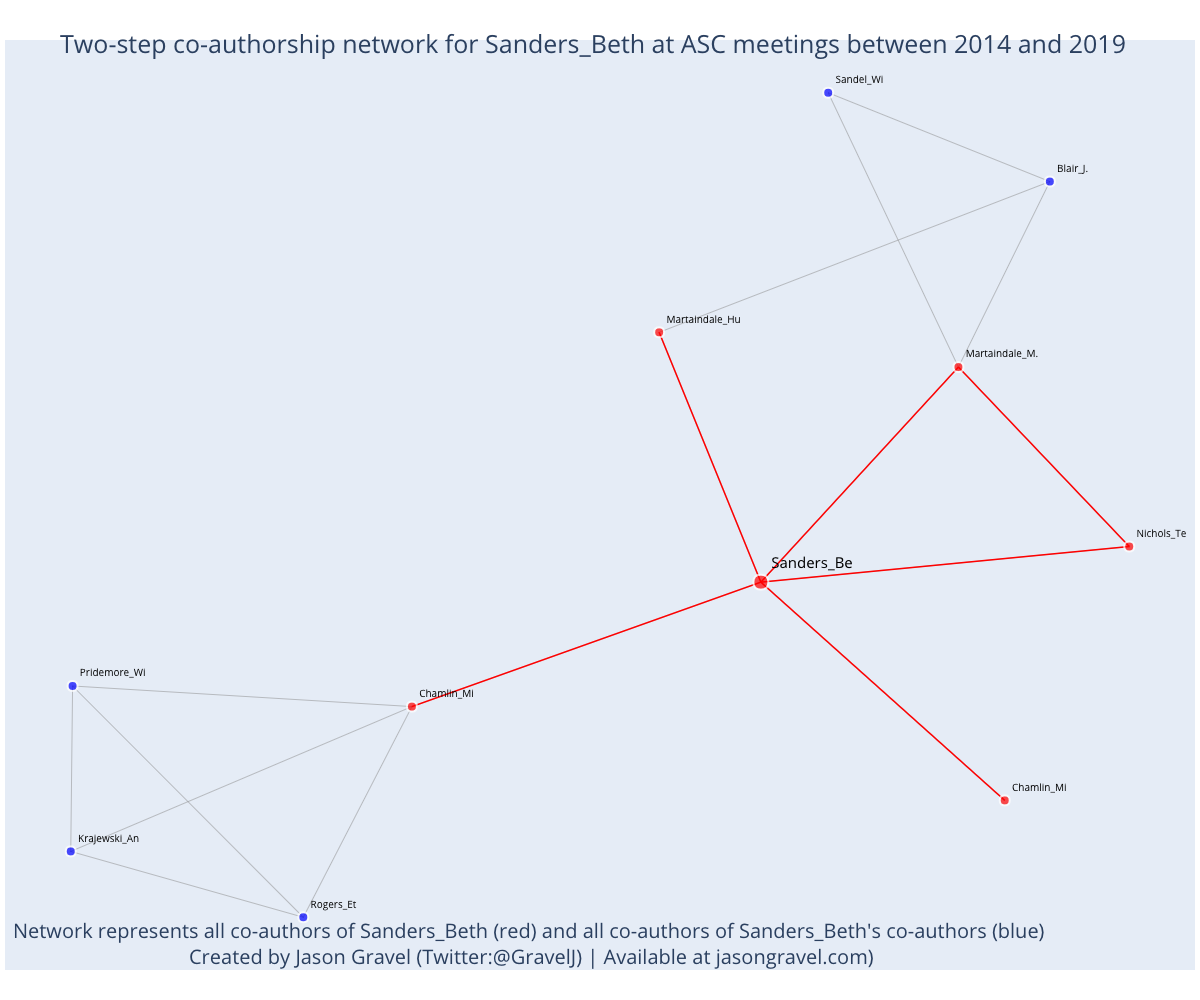 Two-step co-authorship network for Sanders_Beth at ASC meetings between 2014 and 2019
Sandel_Wi
Blair_J.
Martaindale_Hu
Martaindale_M.
Nichols_Te
Sanders_Be
Pridemore_Wi
Chamlin_Mi
Chamlin_Mi
Krajewski_An
Rogers_Et
Network represents all co-authors of Sanders_Beth (red) and all co-authors of Sanders_Beth's co-authors (blue)
Created by Jason Gravel (Twitter:@GravelJ) | Available at jasongravel.com)